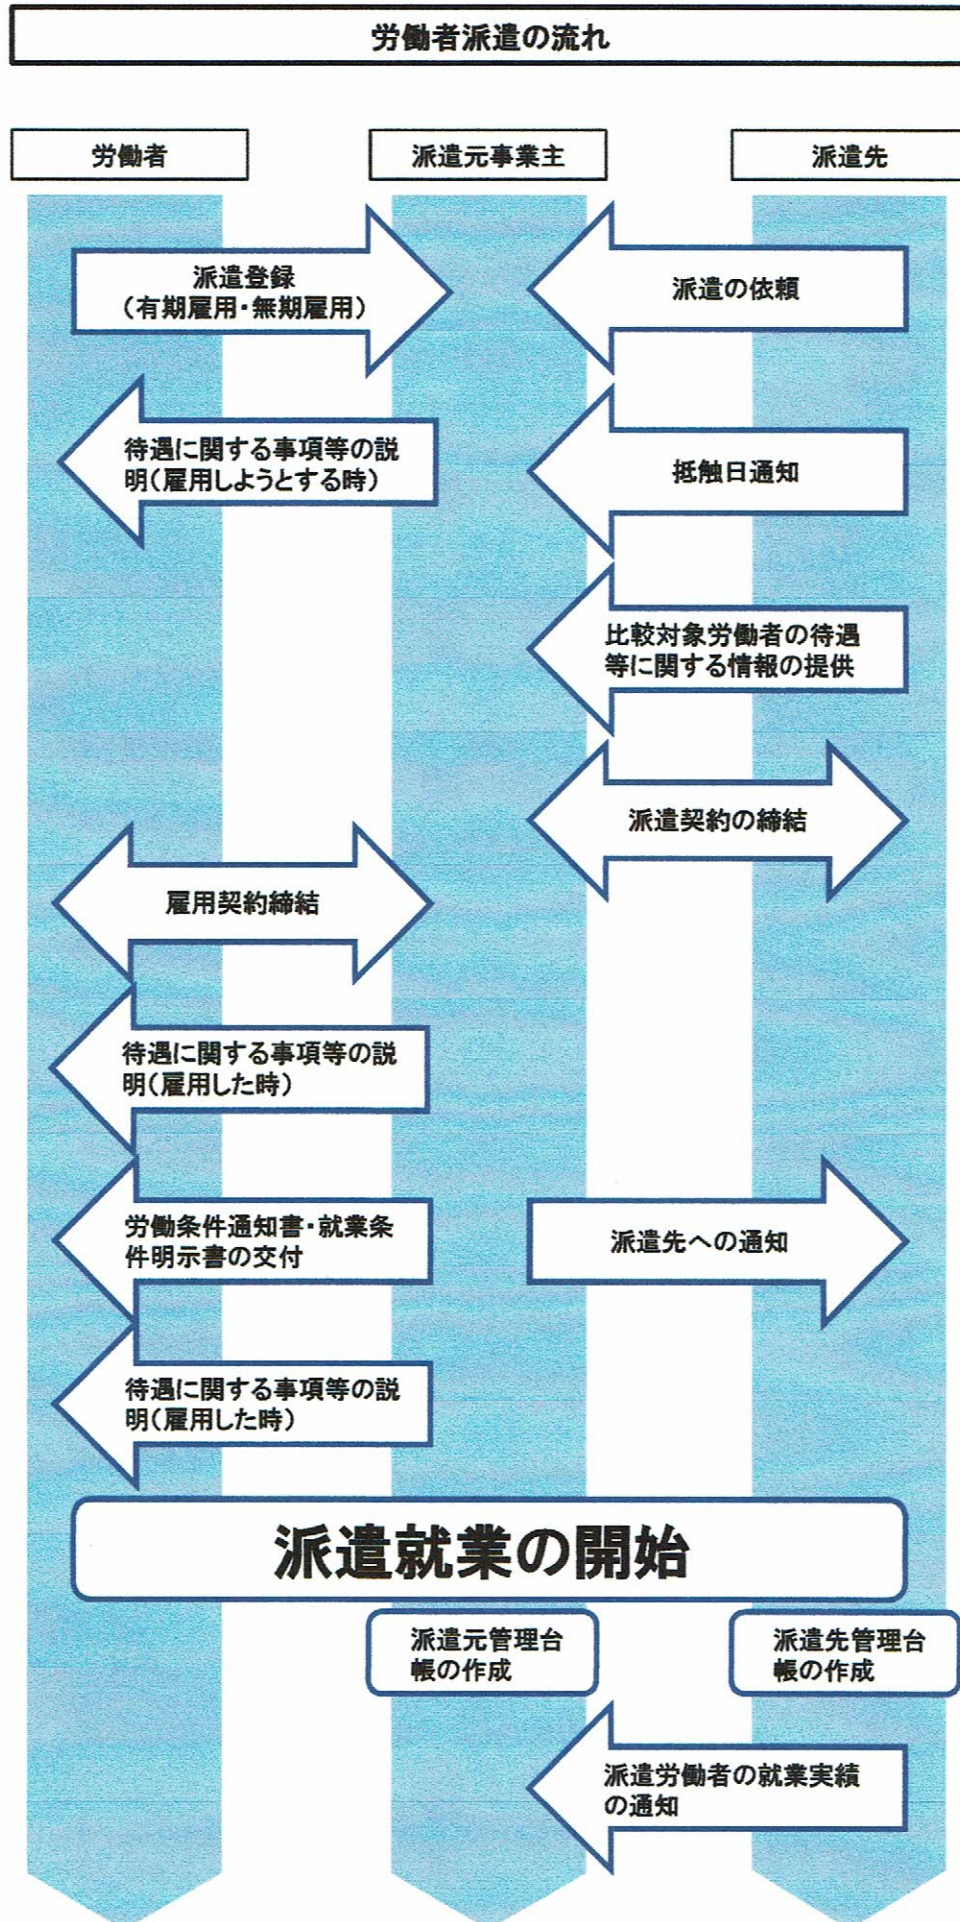 労働者派遣の流れ
労働者
派遣元事業主
派遣先
派遣登録
(有期雇用・無期雇用)
派遣の依頼
待遇に関する事項等の説
明(雇用しようとする時)
抵触日通知
比較対象労働者の待遇
等に関する情報の提供
派遣契約の締結
雇用契約締結
待遇に関する事項等の説
明(雇用した時)
労働条件通知書・就業条
件明示書の交付
派遣先への通知
待遇に関する事項等の説
明(雇用した時)
派遣就業の開始
派遣元管理台
帳の作成
派遣先管理台
帳の作成
派遣労働者の就業実績
の通知